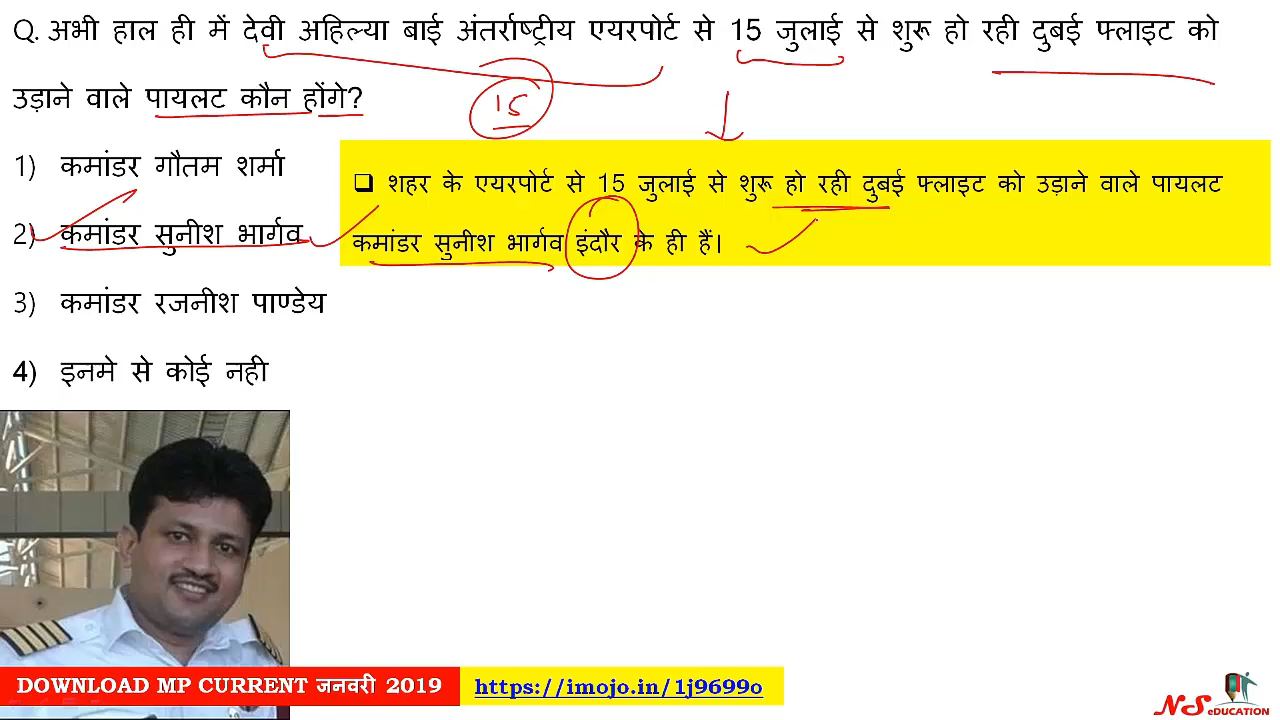 Q. अभी हाल ही में देवी अहिल्या बाई अंतर्राष्ट्रीय एयरपोर्ट से 15 जुलाई से शुरू हो रही दुबई फ्लाइट को
उड़ाने वाले पायलट कौन होंगे?
15
1) कमांडर गौतम शर्मा
2) कमांडर सुनीश भार्गव
3) कमांडर रजनीश पाण्डेय
4) इनमे से कोई नही
❑ शहर के एयरपोर्ट से 15 जुलाई से शुरू हो रही दुबई फ्लाइट को उड़ाने वाले पायलट
कमांडर सुनीश भार्गव इंदौर के ही हैं।
DOWNLOAD MP CURRENT जनवरी 2019
https://imojo.in/1j9699o
NS eDUCATION